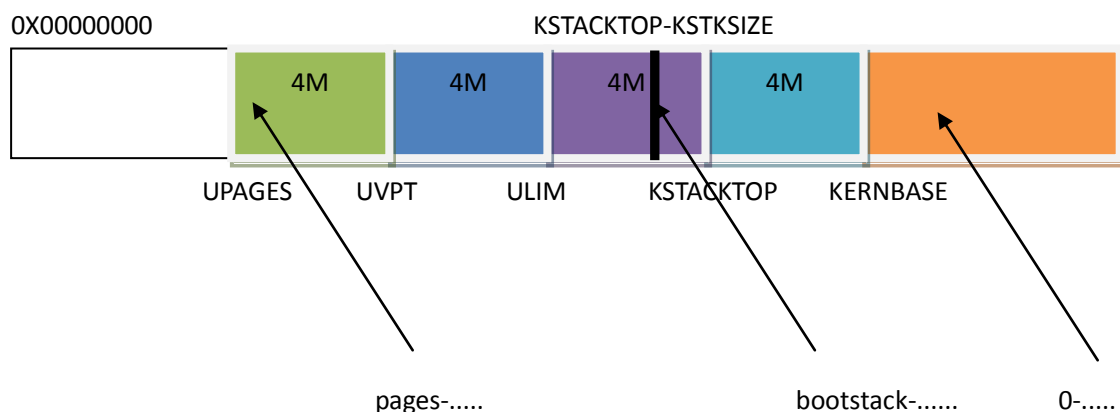 0X00000000 KSTACKTOP-KSTKSIZE
4M 4M 4M 4M
UPAGES UVPT ULIM KSTACKTOP KERNBASE
pages-..... bootstack-...... 0-.....